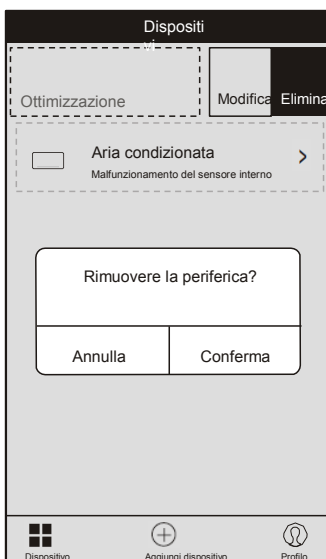 Dispositi
vi
Ottimizzazione
Modifica Elimina
Aria condizionata
Malfunzionamento del sensore interno
Rimuovere la periferica?
Annulla Conferma
Dispositivo Aggiungi dispositivo Profilo